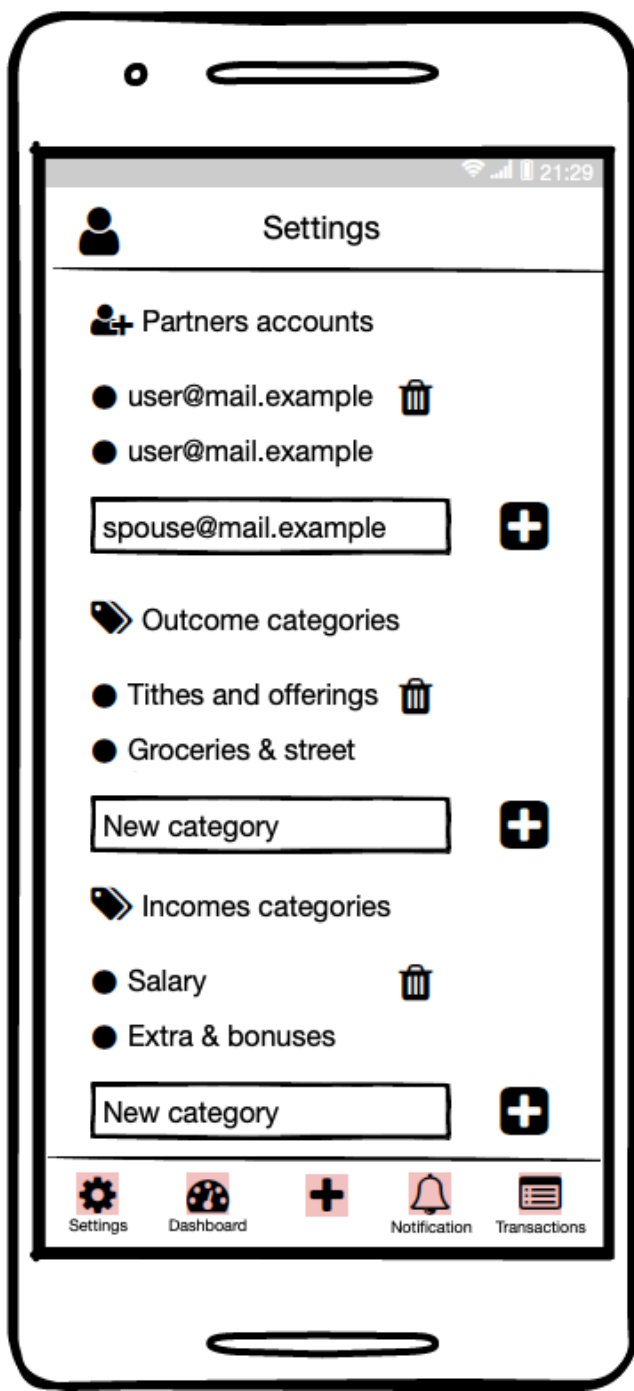 21:29
Settings
Partners accounts
user@mail.example
user@mail.example
spouse@mail.example
Outcome categories
Tithes and offerings
Groceries & street
New category
Incomes categories
Salary
Extra & bonuses
New category
Settings Dashboard Notification Transactions